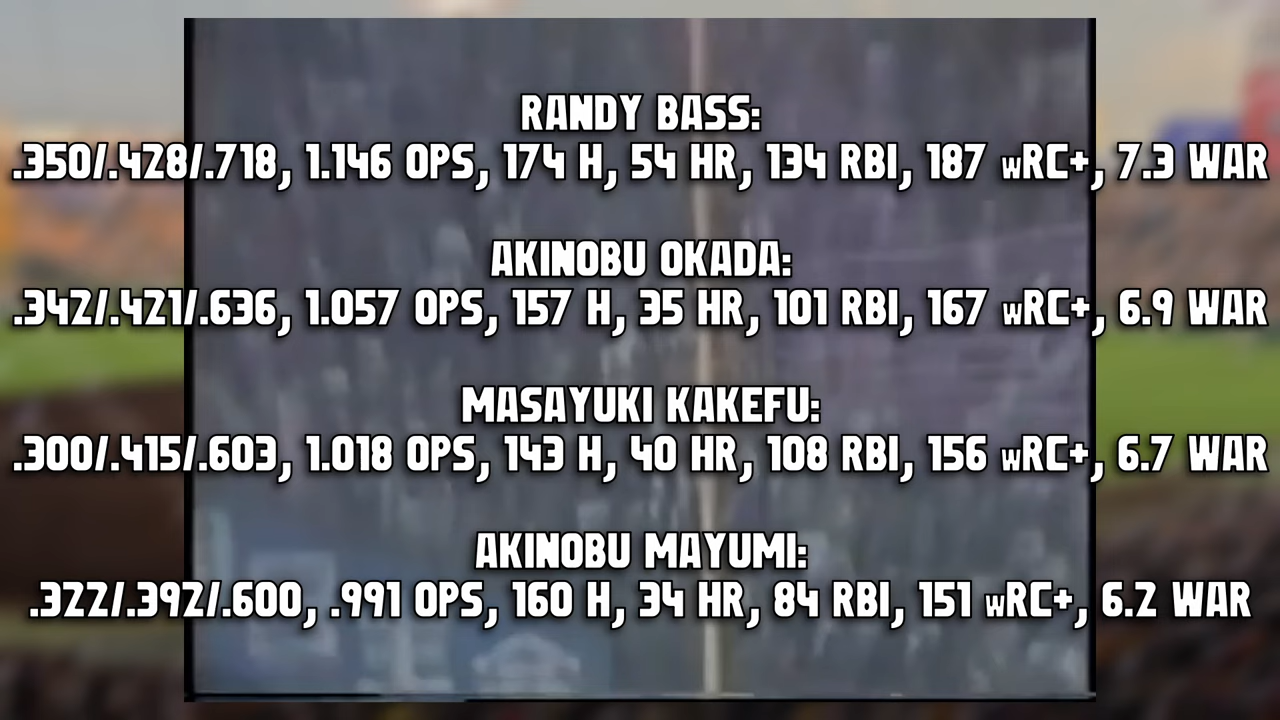 RANDY BASS:
.350/.428/.718, 1.146 OPS, 174 H, 54 HR, 134 RBI, 187 wRC+, 7.3 WAR
AKINOBU OKADA:
.342/.421/.636, 1.057 OPS, 157 H, 35 HR, 101 RBI, 167 wRC+, 6.9 WAR
MASAYUKI KAKEFU:
.300/.415/.603, 1.018 OPS, 143 H, 40 HR, 108 RBI, 156 wRC+, 6.7 WAR
AKINOBU MAYUMI:
.322/.392/.600, .991 OPS, 160 H, 34 HR, 84 RBI, 151 wRC+, 6.2 WAR